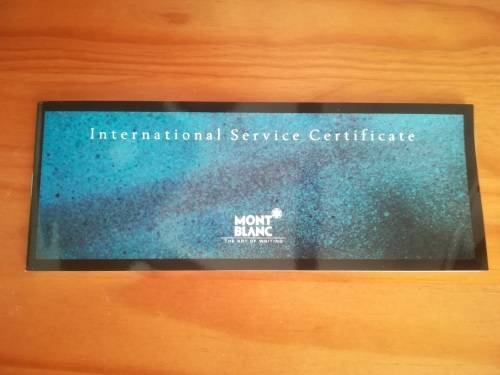 International Service Certificate
MONT
BLANC
THE ART OF WRITING